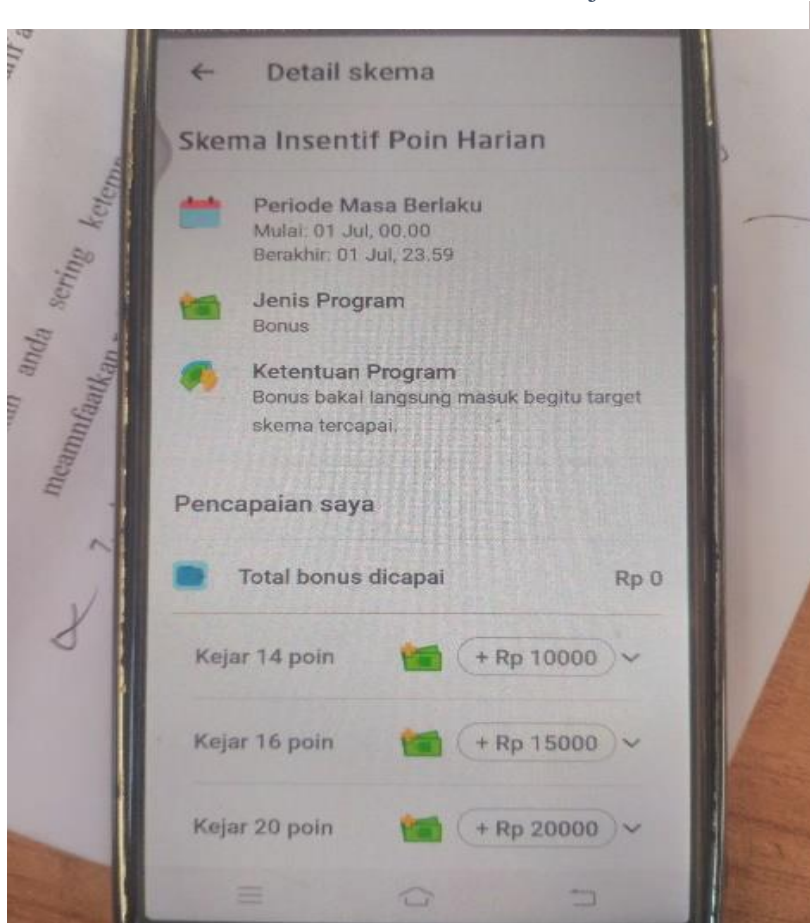 Detail skema
Skema Insentif Poin Harian
Periode Masa Berlaku
Mulai: 01 Jul, 00.00
Berakhir: 01 Jul, 23.59
Jenis Program
Bonus
Ketentuan Program
Bonus bakal langsung masuk begitu target
skema tercapai.
Pencapaian saya
Total bonus dicapai Rp 0
Kejar 14 poin + Rp 10000
Kejar 16 poin + Rp 15000
Kejar 20 poin + Rp 20000
anda sering
meamnfaatkan